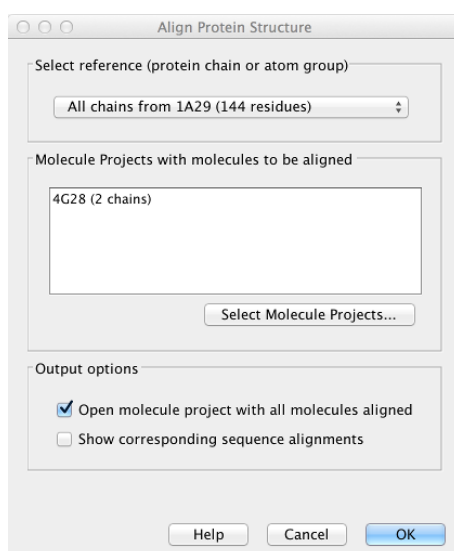 Align Protein Structure
Select reference (protein chain or atom group)
All chains from 1A29 (144 residues)
Molecule Projects with molecules to be aligned
4G28 (2 chains)
Select Molecule Projects...
Output options
Open molecule project with all molecules aligned
Show corresponding sequence alignments
Help Cancel OK